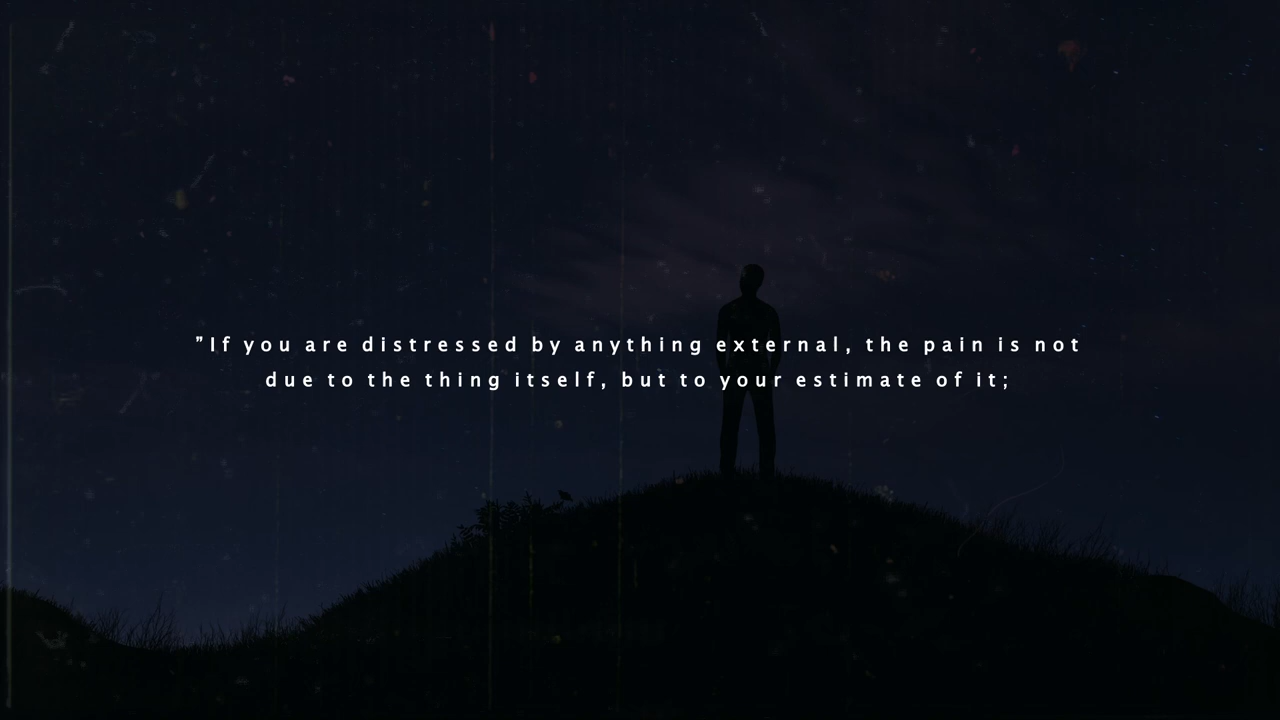 "If you are distressed by anything external, the pain is not
due to the thing itself, but to your estimate of it;